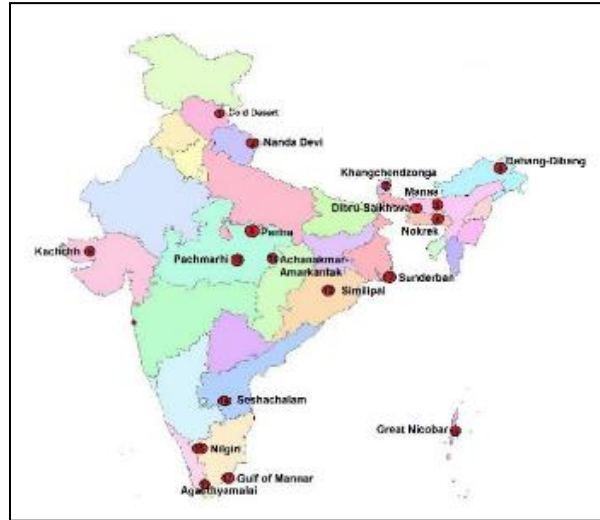 Cold Desert
Nanda Devi
Khangchendzonga
Dehang-Dibang
Manas
Dibru-Saikhova
Nokrek
Kachchh
Panna
Pachmarhi
Achanakmar-
Amarkantak
Sunderban
Similipal
Seshachalam
Great Nicobar
Nilgiri
Gulf of Mannar
Agasthyamalai